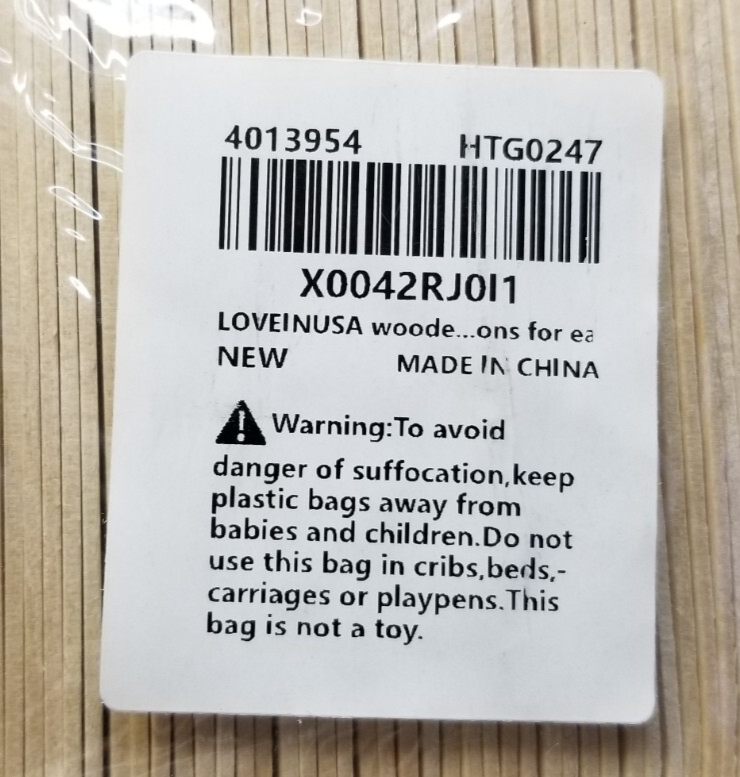 4013954 HTG0247
X0042RJ0I1
LOVEINUSA woode...ons for ea
NEW MADE IN CHINA
Warning:To avoid
danger of suffocation,keep
plastic bags away from
babies and children.Do not
use this bag in cribs,beds,-
carriages or playpens.This
bag is not a toy.